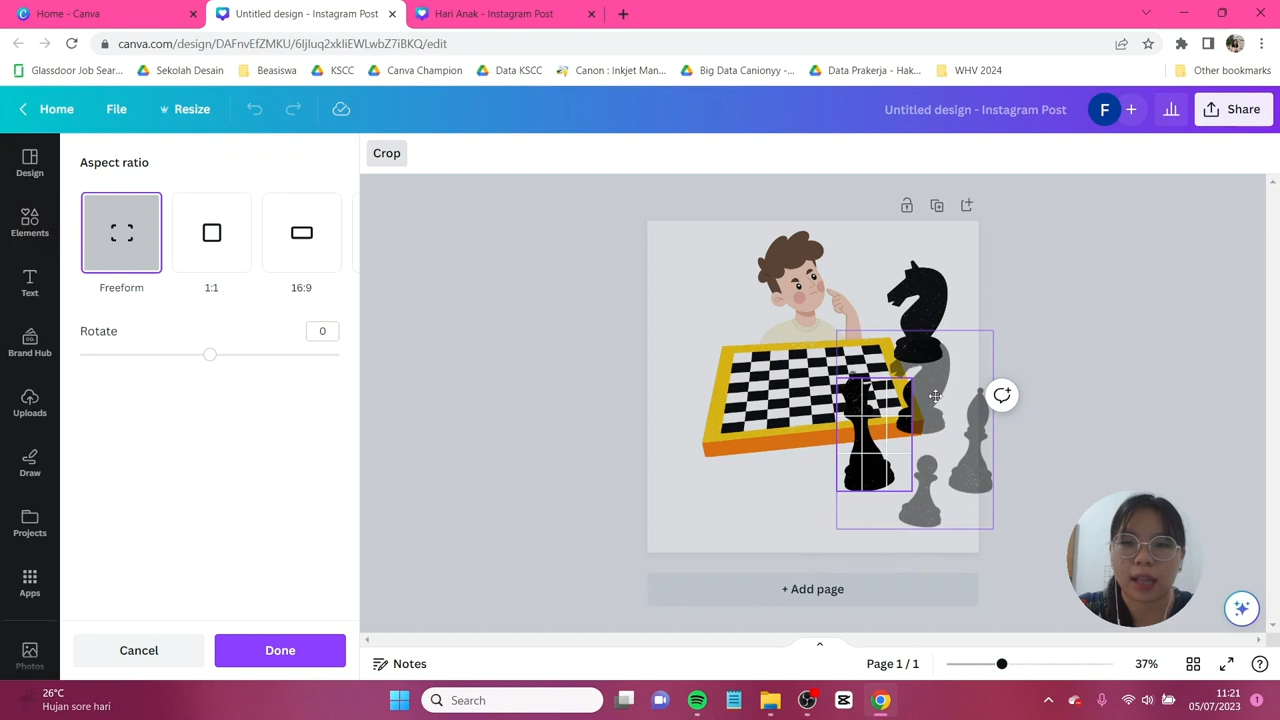 Home - Canva
Untitled design - Instagram Post
Hari Anak - Instagram Post
canva.com/design/DAFnvEfZMKU/6IjIuq2xkIiEWLwbZ7iBKQ/edit
Glassdoor Job Sear...
Sekolah Desain
Beasiswa
KSCC
Canva Champion
Data KSCC
Canon : Inkjet Man...
Big Data Canionyy -...
Data Prakerja - Hak...
WHV 2024
Other bookmarks
Home
File
Resize
Untitled design - Instagram Post
F
Share
Design
Elements
Text
Brand Hub
Uploads
Draw
Projects
Apps
Photos
Aspect ratio
Freeform
1:1
16:9
Rotate
0
Cancel
Done
Crop
+ Add page
Notes
Page 1 / 1
37%
26°C
Hujan sore hari
Search
11:21
05/07/2023
1